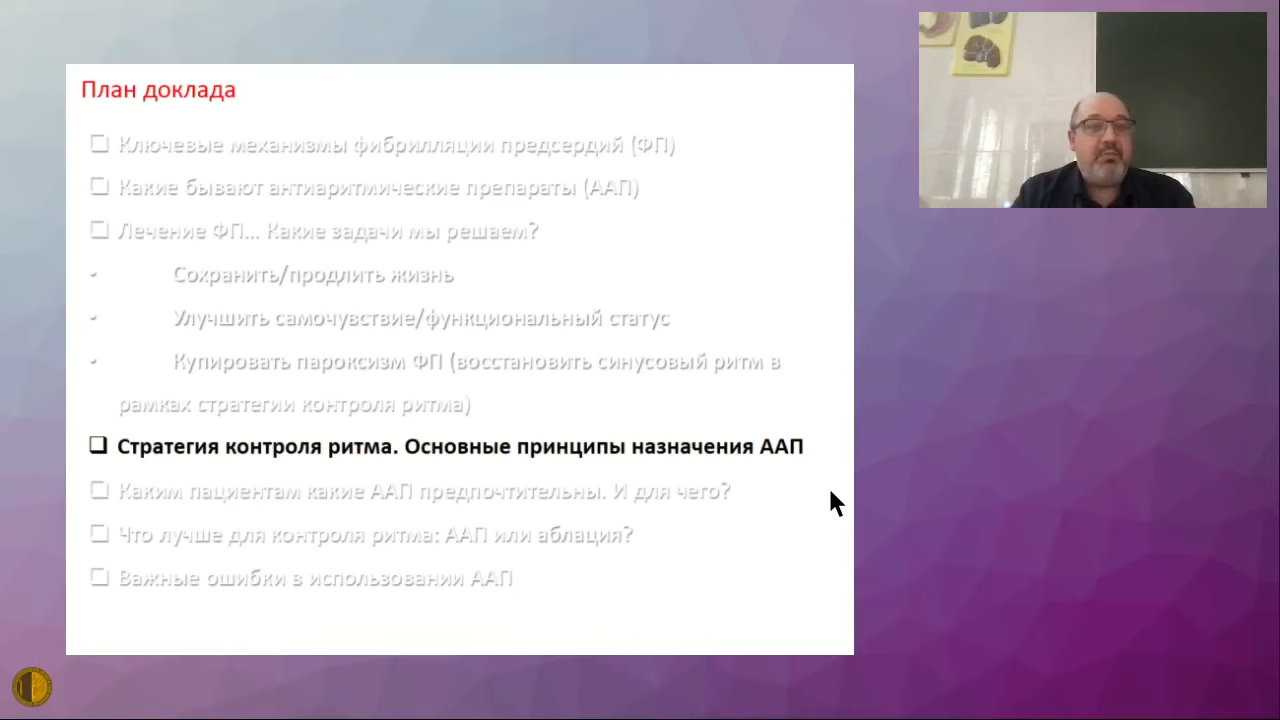 План доклада
❑ Ключевые механизмы фибрилляции предсердий (ФП)
❑ Какие бывают антиаритмические препараты (ААП)
❑ Лечение ФП... Какие задачи мы решаем?
- Сохранить/продлить жизнь
- Улучшить самочувствие/функциональный статус
- Купировать пароксизм ФП (восстановить синусовый ритм в
рамках стратегии контроля ритма)
❑ Стратегия контроля ритма. Основные принципы назначения ААП
❑ Каким пациентам какие ААП предпочтительны. И для чего?
❑ Что лучше для контроля ритма: ААП или аблация?
❑ Важные ошибки в использовании ААП